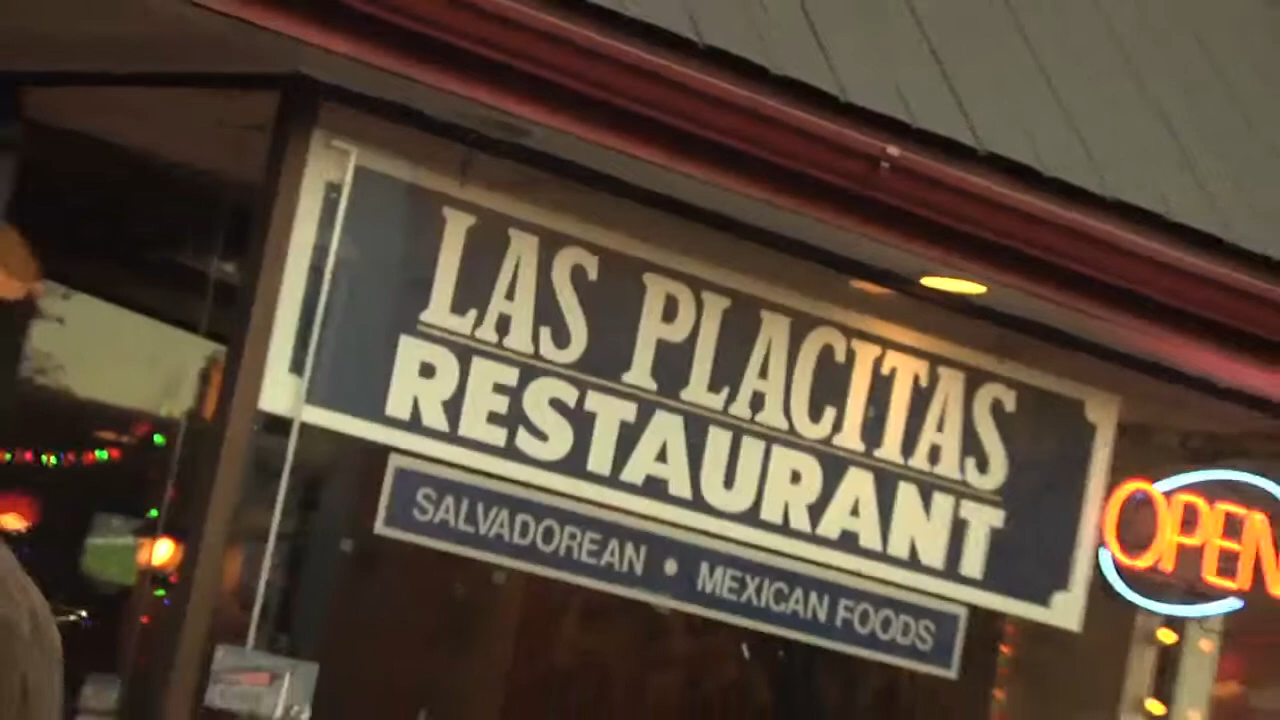 LAS PLACITAS
RESTAURANT
SALVADOREAN • MEXICAN FOODS
OPEN